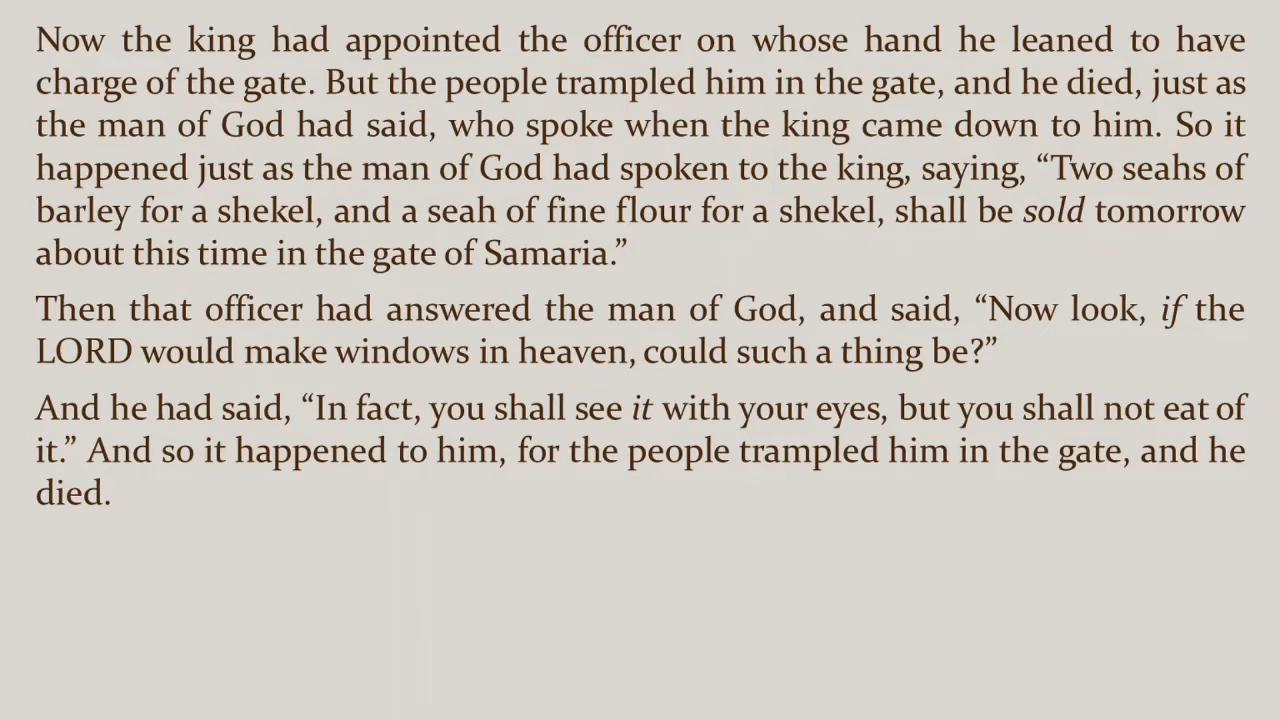 Now the king had appointed the officer on whose hand he leaned to have
charge of the gate. But the people trampled him in the gate, and he died, just as
the man of God had said, who spoke when the king came down to him. So it
happened just as the man of God had spoken to the king, saying, “Two seahs of
barley for a shekel, and a seah of fine flour for a shekel, shall be sold tomorrow
about this time in the gate of Samaria.”
Then that officer had answered the man of God, and said, “Now look, if the
LORD would make windows in heaven, could such a thing be?”
And he had said, “In fact, you shall see it with your eyes, but you shall not eat of
it.” And so it happened to him, for the people trampled him in the gate, and he
died.